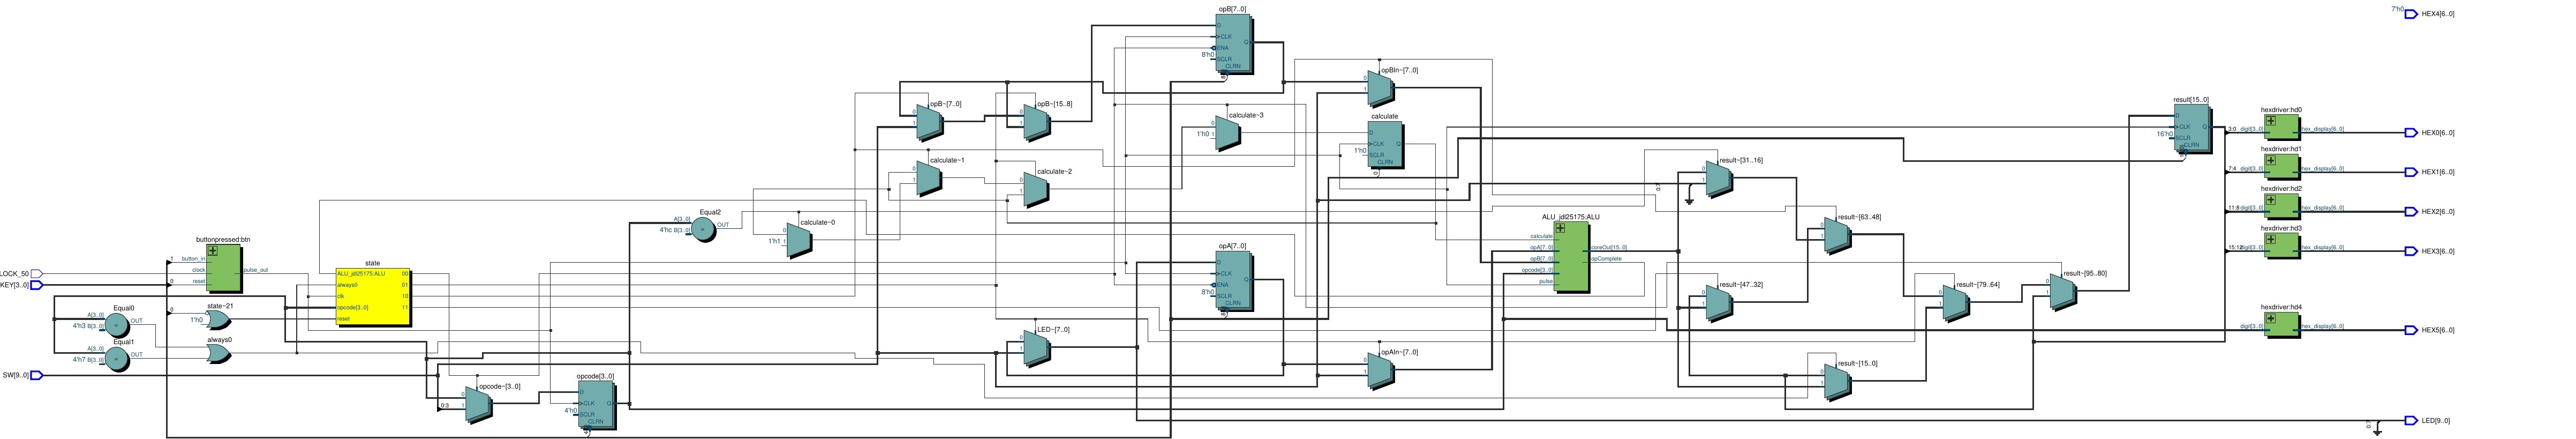 LOCK_50
KEY[3..0]
SW[9..0]
Equal0
A[3..0]
4'h3 B[3..0]
=
OUT
Equal1
A[3..0]
4'h7 B[3..0]
=
OUT
buttonpressed:btn
1 button_in
clock
0 reset
pulse_out
state~21
0
1'h0
always0
state
ALU_jdl25175:ALU 00
always0 01
clk 10
opcode[3..0] 11
reset
opcode~[3..0]
0
0:3 1
opcode[3..0]
D
CLK Q
4'h0 SCLR
CLRN
Equal2
A[3..0]
4'hc B[3..0]
=
OUT
calculate~0
0
1'h1 1
opB~[7..0]
0
1
calculate~1
0
1
opB~[15..8]
0
1
calculate~2
0
1
LED~[7..0]
0
1
opB[7..0]
D
CLK
ENA Q
8'h0 SCLR
CLRN
calculate~3
0
1'h0 1
opA[7..0]
D
CLK
ENA Q
8'h0 SCLR
CLRN
opBIn~[7..0]
0
1
calculate
D
CLK Q
1'h0 SCLR
CLRN
opAIn~[7..0]
0
1
ALU_jdl25175:ALU
calculate
opA[7..0] coreOut[15..0]
opB[7..0] opComplete
opcode[3..0]
pulse
result~[31..16]
0
1
result~[47..32]
0
1
result~[63..48]
0
1
result~[15..0]
0
1
result~[79..64]
0
1
result~[95..80]
0
1
result[15..0]
D
CLK Q
16'h0 SCLR
CLRN
hexdriver:hd0
3:0 digit[3..0] hex_display[6..0]
HEX0[6..0]
hexdriver:hd1
7:4 digit[3..0] hex_display[6..0]
HEX1[6..0]
hexdriver:hd2
11:8 digit[3..0] hex_display[6..0]
HEX2[6..0]
hexdriver:hd3
digit[3..0] hex_display[6..0]
HEX3[6..0]
hexdriver:hd4
digit[3..0] hex_display[6..0]
HEX5[6..0]
7'h0
HEX4[6..0]
LED[9..0]